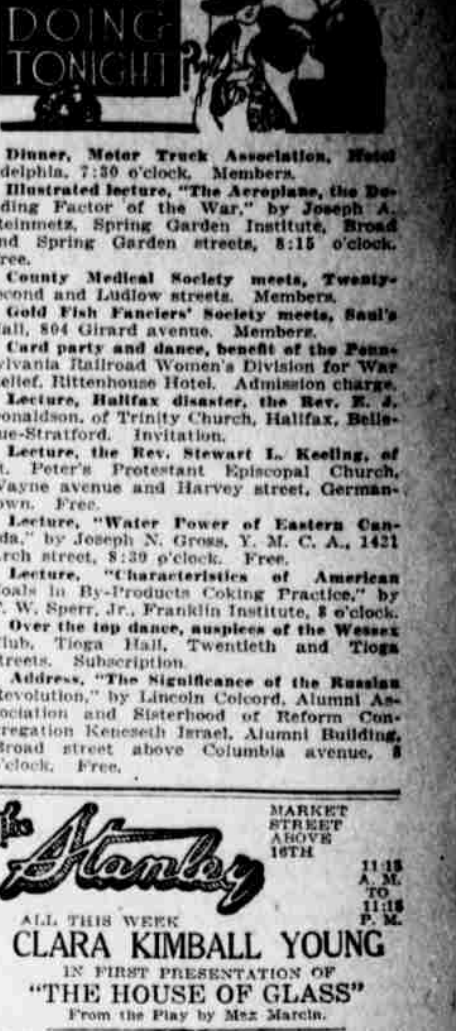 DOING
TONIGHT
Dinner, Motor Truck Association, Hotel
delphia, 7:30 o'clock. Members.
Illustrated lecture, "The Aeroplane, the De-
ding Factor of the War," by Joseph A.
teinmetz, Spring Garden Institute, Broad
nd Spring Garden streets, 8:15 o'clock.
ree.
County Medical Society meets, Twenty-
econd and Ludlow streets. Members.
Gold Fish Fanciers' Society meets, Saul's
all, 804 Girard avenue. Members.
Card party and dance, benefit of the Penn-
ylvania Railroad Women's Division for War
elief, Rittenhouse Hotel. Admission charge.
Lecture, Halifax disaster, the Rev. E. J.
onaldson, of Trinity Church, Halifax, Belle-
ue-Stratford. Invitation.
Lecture, the Rev. Stewart L. Keeling, of
t. Peter's Protestant Episcopal Church,
Wayne avenue and Harvey street, German-
own. Free.
Lecture, "Water Power of Eastern Can-
da," by Joseph N. Gross, Y. M. C. A., 1421
rch street, 8:30 o'clock. Free.
Lecture, "Characteristics of American
oals in By-Products Coking Practice," by
. W. Sperr, Jr., Franklin Institute, 8 o'clock.
Over the top dance, auspices of the Wessex
lub, Tioga Hall, Twentieth and Tioga
treets. Subscription.
Address, "The Significance of the Russian
evolution," by Lincoln Colcord, Alumni As-
ociation and Sisterhood of Reform Con-
regation Keneseth Israel, Alumni Building,
Broad street above Columbia avenue, 8
'clock. Free.
The Stanley
MARKET
STREET
ABOVE
16TH
11:15
A. M.
TO
11:15
P. M.
ALL THIS WEEK
CLARA KIMBALL YOUNG
IN FIRST PRESENTATION OF
"THE HOUSE OF GLASS"
From the Play by Max Marcin.